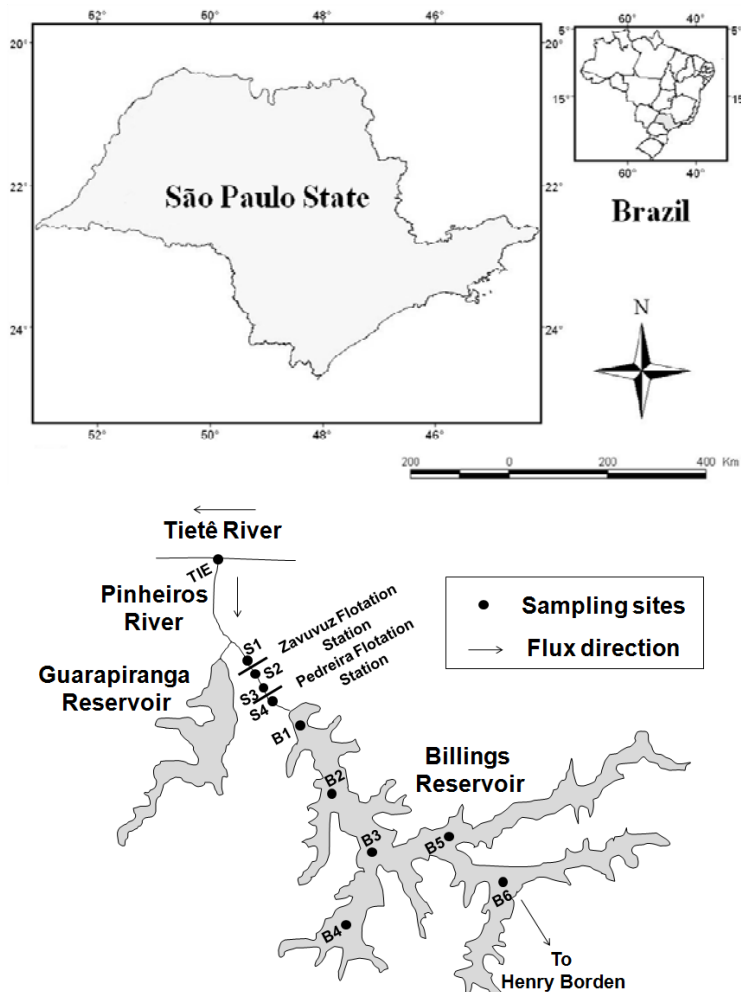 52° 50° 48° 46°
20° 20°
22° 22°
24° 24°
São Paulo State
52° 50° 48° 46°
60° 40°
5° 5°
15° 15°
60° 40°
Brazil
N
200 0 200 400 Km
Tietê River
TIE
Pinheiros
River
Guarapiranga
Reservoir
S1
Zavuvuz Flotation
Station
S2
S3
Pedreira Flotation
Station
S4
Sampling sites
Flux direction
B1
B2
Billings
Reservoir
B3
B5
B6
B4
To
Henry Borden